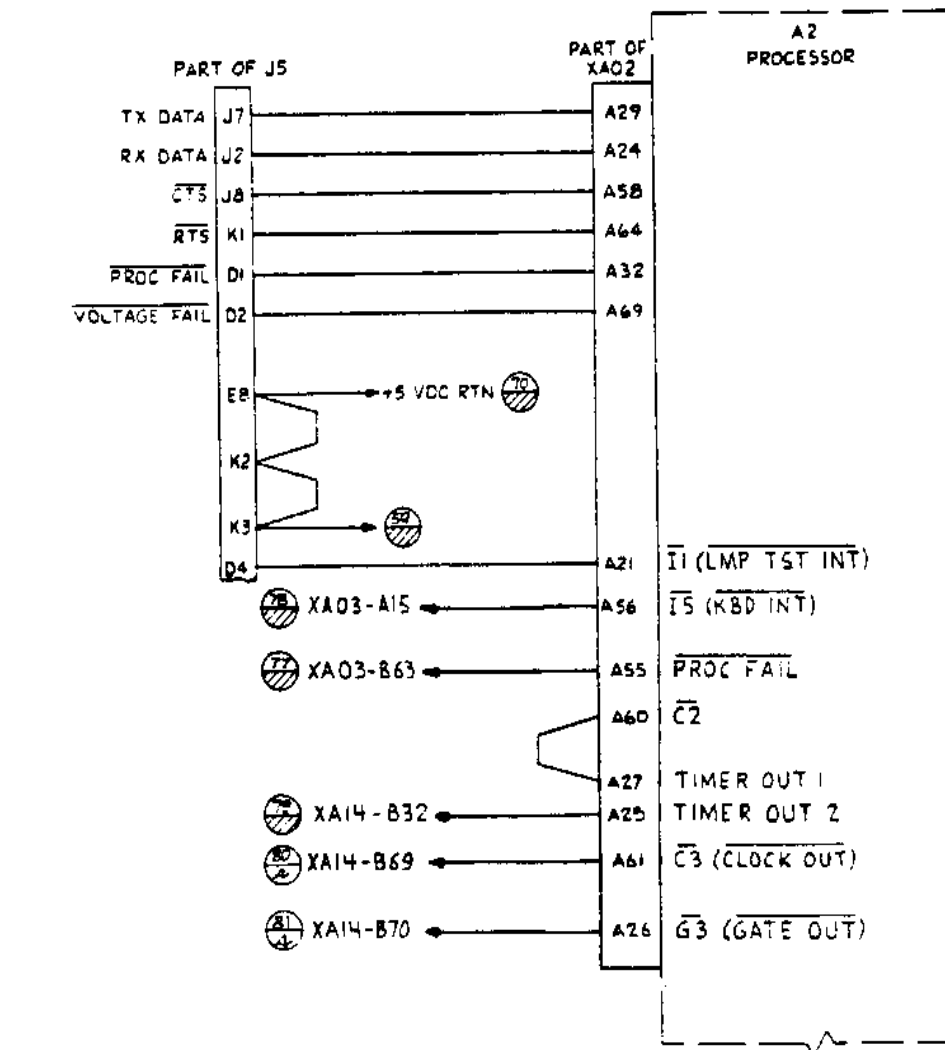 A2
PROCESSOR
PART OF
XA02
PART OF J5
TX DATA J7 A29
RX DATA J2 A24
CTS J8 A58
RTS K1 A64
PROC FAIL D1 A32
VOLTAGE FAIL D2 A69
E8 +5 VDC RTN 70
K2
K3
D4 A21 I1 (LMP TST INT)
XA03-A15 A56 I5 (KBD INT)
77 XA03-B63 A55 PROC FAIL
A60 C2
A27 TIMER OUT 1
XA14-B32 A25 TIMER OUT 2
80 XA14-B69 A61 C3 (CLOCK OUT)
81 XA14-B70 A26 G3 (GATE OUT)